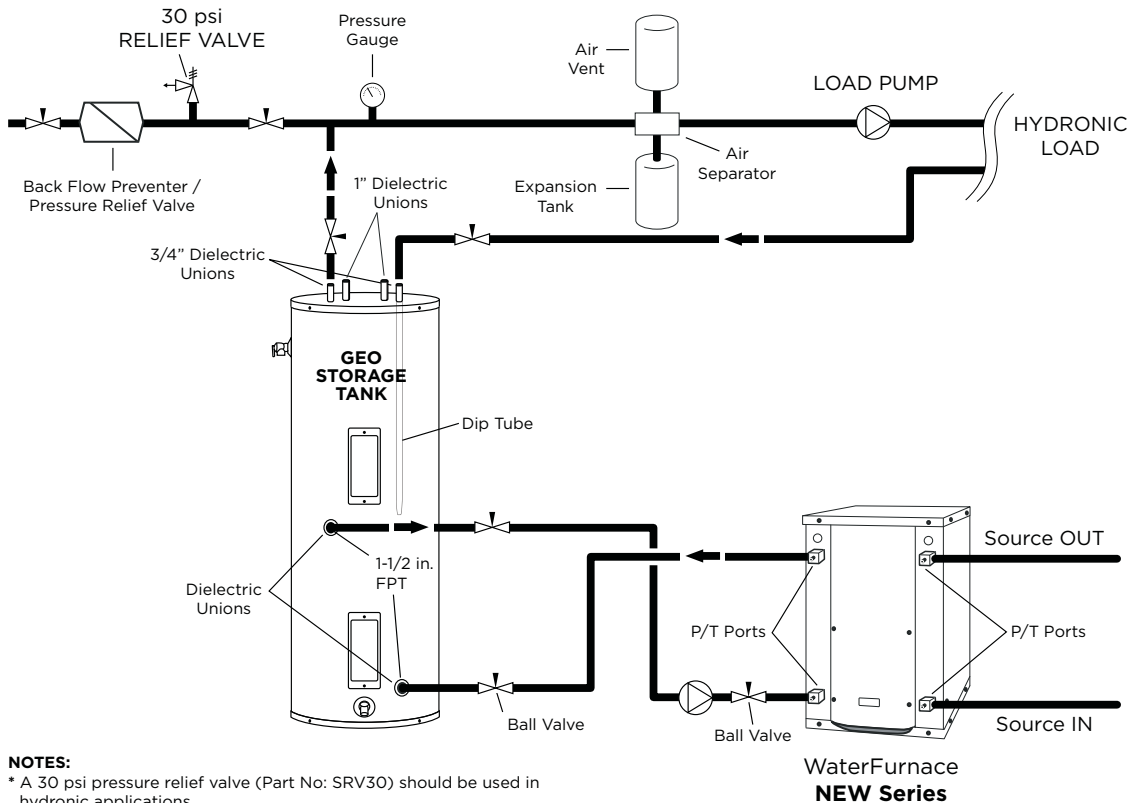 30 psi
RELIEF VALVE
Pressure
Gauge
Air
Vent
LOAD PUMP
HYDRONIC
LOAD
Air
Separator
Expansion
Tank
Back Flow Preventer /
Pressure Relief Valve
1" Dielectric
Unions
3/4" Dielectric
Unions
GEO
STORAGE
TANK
Dip Tube
1-1/2 in.
FPT
Dielectric
Unions
Ball Valve
Source OUT
P/T Ports
P/T Ports
Source IN
Ball Valve
WaterFurnace
NEW Series
NOTES:
* A 30 psi pressure relief valve (Part No: SRV30) should be used in
hydronic applications.